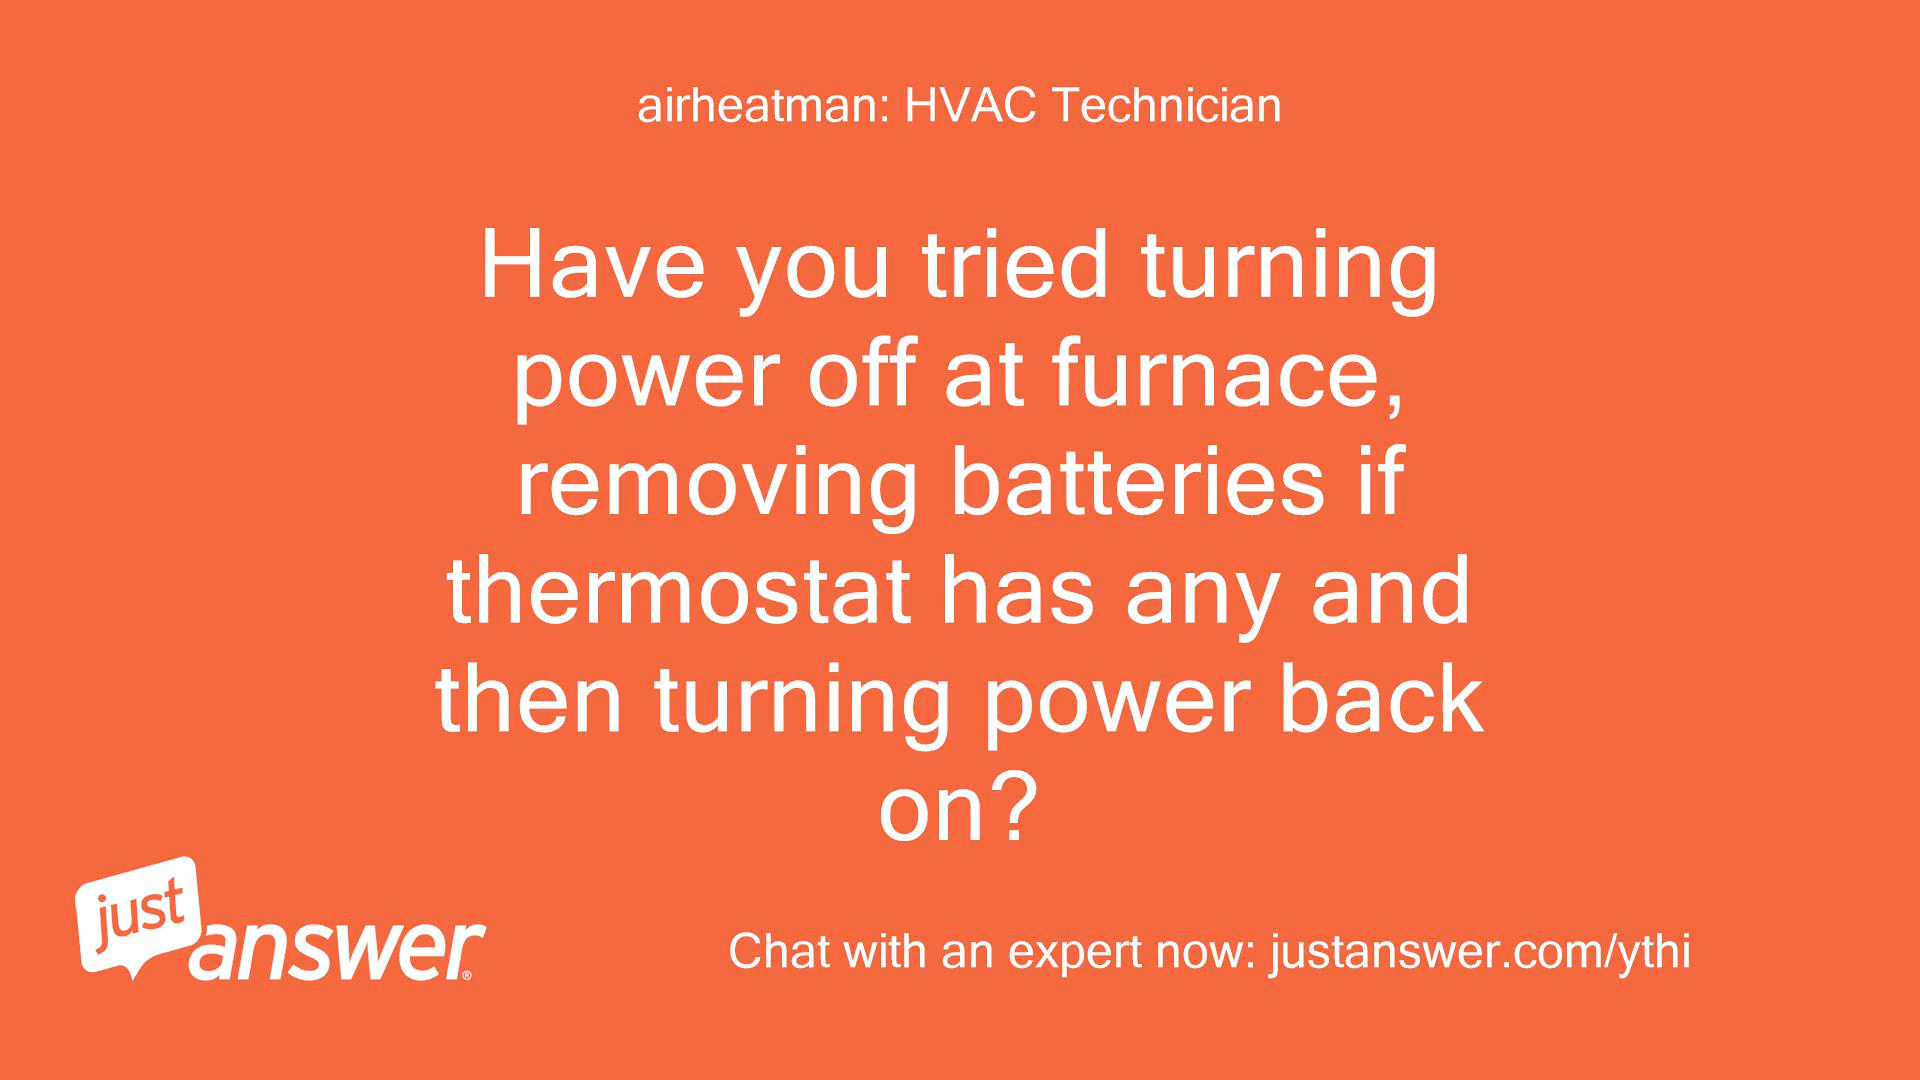 airheatman: HVAC Technician
Have you tried turning
power off at furnace,
removing batteries if
thermostat has any and
then turning power back
on?
just
answer®
Chat with an expert now: justanswer.com/ythi